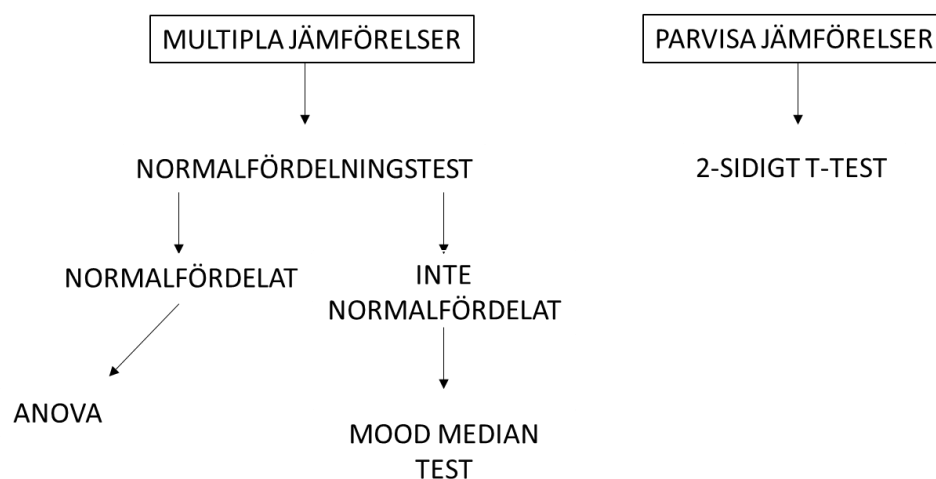 MULTIPLA JÄMFÖRELSER
PARVISA JÄMFÖRELSER
NORMALFÖRDELNINGSTEST
2-SIDIGT T-TEST
NORMALFÖRDELAT
INTE
NORMALFÖRDELAT
ANOVA
MOOD MEDIAN
TEST